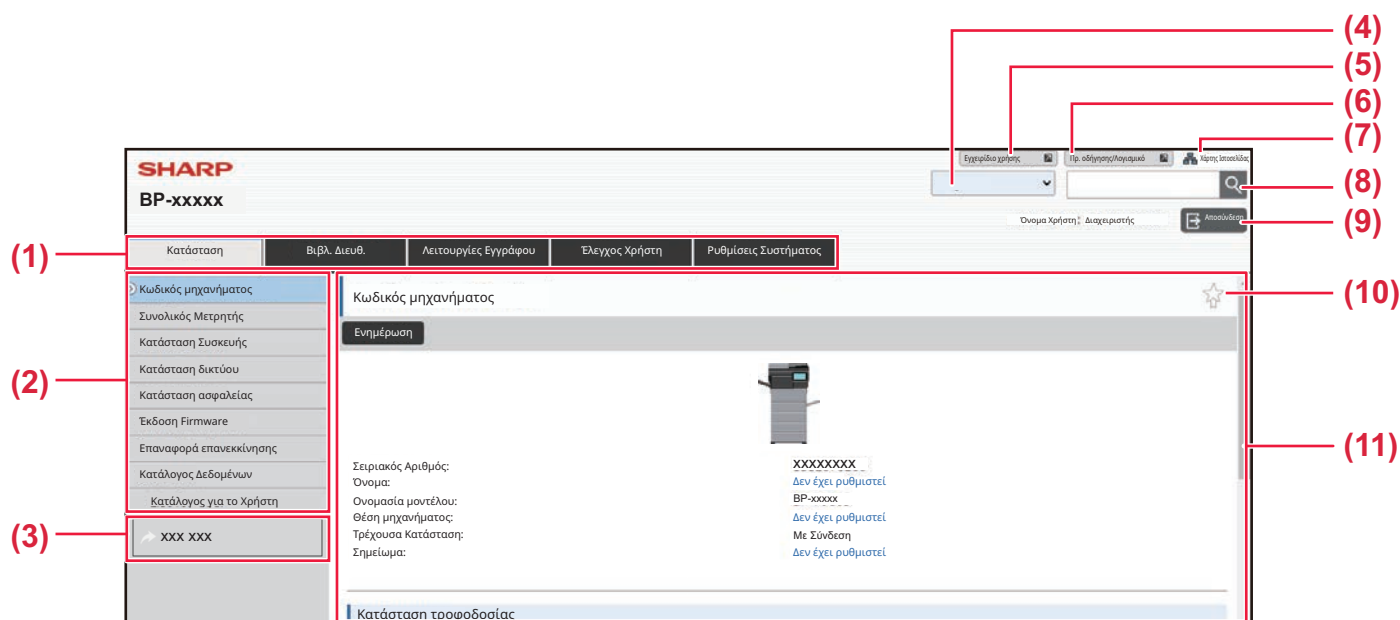 (4)
(5)
(6)
(7)
Εγχειρίδιο χρήσης
Πρ. οδήγησης/Λογισμικό
Χάρτης Ιστοσελίδας
SHARP
(8)
BP-xxxxx
Όνομα Χρήστη: Διαχειριστής
Αποσύνδεση
(9)
(1)
Κατάσταση
Βιβλ. Διευθ.
Λειτουργίες Εγγράφου
Έλεγχος Χρήστη
Ρυθμίσεις Συστήματος
(2)
Κωδικός μηχανήματος
Συνολικός Μετρητής
Κατάσταση Συσκευής
Κατάσταση δικτύου
Κατάσταση ασφαλείας
Έκδοση Firmware
Επαναφορά επανεκκίνησης
Κατάλογος Δεδομένων
Κατάλογος για το Χρήστη
(3)
XXX XXX
Κωδικός μηχανήματος
(10)
Ενημέρωση
(11)
Σειριακός Αριθμός: XXXXXXXX
Όνομα: Δεν έχει ρυθμιστεί
Ονομασία μοντέλου: BP-xxxxx
Θέση μηχανήματος: Δεν έχει ρυθμιστεί
Τρέχουσα Κατάσταση: Με Σύνδεση
Σημείωμα: Δεν έχει ρυθμιστεί
Κατάσταση τροφοδοσίας